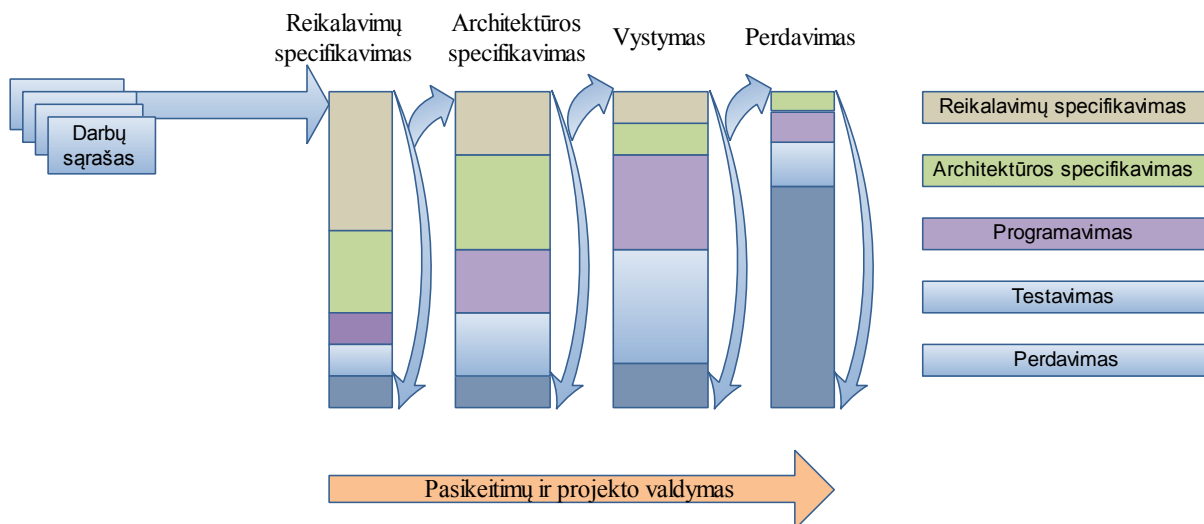 Reikalavimų
specifikavimas
Architektūros
specifikavimas
Vystymas
Perdavimas
Darbų
sąrašas
Reikalavimų specifikavimas
Architektūros specifikavimas
Programavimas
Testavimas
Perdavimas
Pasikeitimų ir projekto valdymas